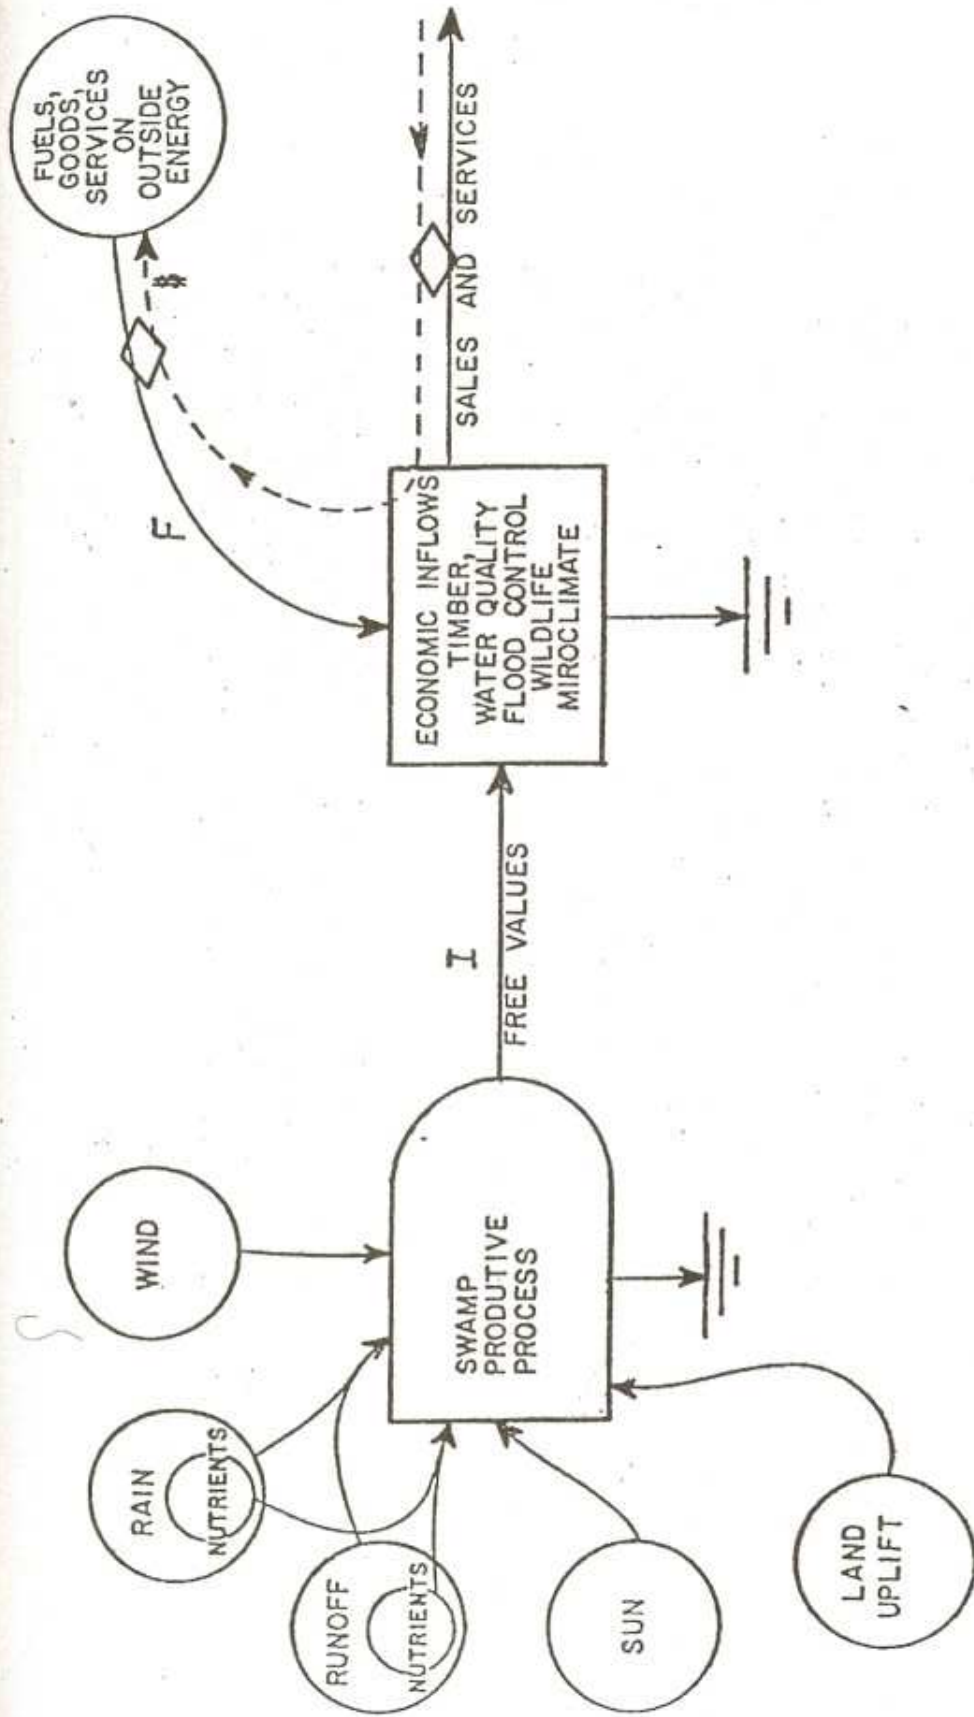 FUELS,
GOODS,
SERVICES
ON
OUTSIDE
ENERGY
$
F
SALES AND SERVICES
ECONOMIC INFLOWS
TIMBER,
WATER QUALITY
FLOOD CONTROL
WILDLIFE
MIROCLIMATE
I
FREE VALUES
WIND
RAIN
NUTRIENTS
RUNOFF
NUTRIENTS
SUN
LAND
UPLIFT
SWAMP
PRODUTIVE
PROCESS